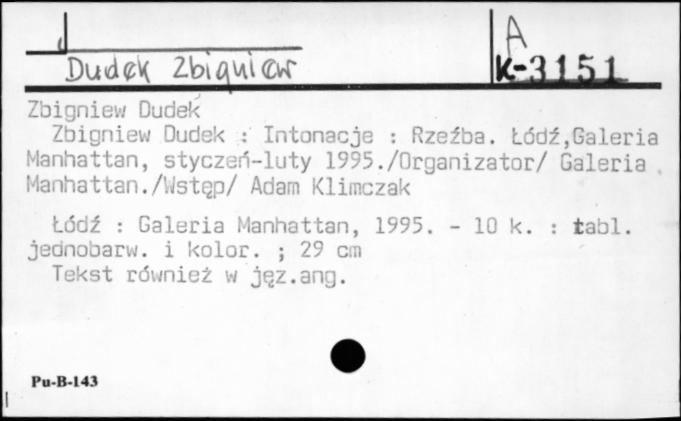 A
Dudek Zbigniew K-3151
Zbigniew Dudek
Zbigniew Dudek : Intonacje : Rzeźba. Łódź,Galeria
Manhattan, styczeń-luty 1995./Organizator/ Galeria
Manhattan./Wstęp/ Adam Klimczak
Łódź : Galeria Manhattan, 1995. - 10 k. : tabl.
jednobarw. i kolor. ; 29 cm
Tekst również w jęz.ang.
Pu-B-143